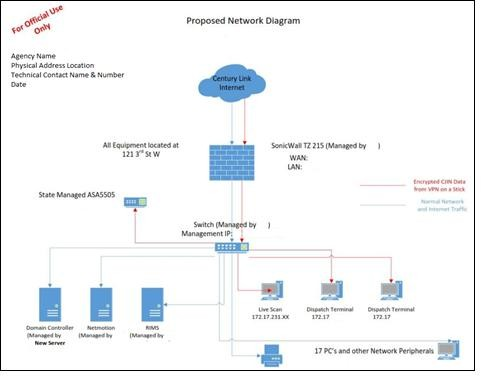 Proposed Network Diagram
For Official Use
Only
Agency Name
Physical Address Location
Technical Contact Name & Number
Date
Century Link
Internet
All Equipment located at
121 3rd St W
SonicWall TZ 215 (Managed by      )
WAN:
LAN:
State Managed ASA5505
Encrypted CJIN Data
from VPN on a Stick
Normal Network
and Internet Traffic
Switch (Managed by      )
Management IP:
Live Scan
172.17.231.XX
Dispatch Terminal
172.17
Dispatch Terminal
172.17
Domain Controller
(Managed by
New Server
Netmotion
(Managed by
RIMS
(Managed by
17 PC's and other Network Peripherals